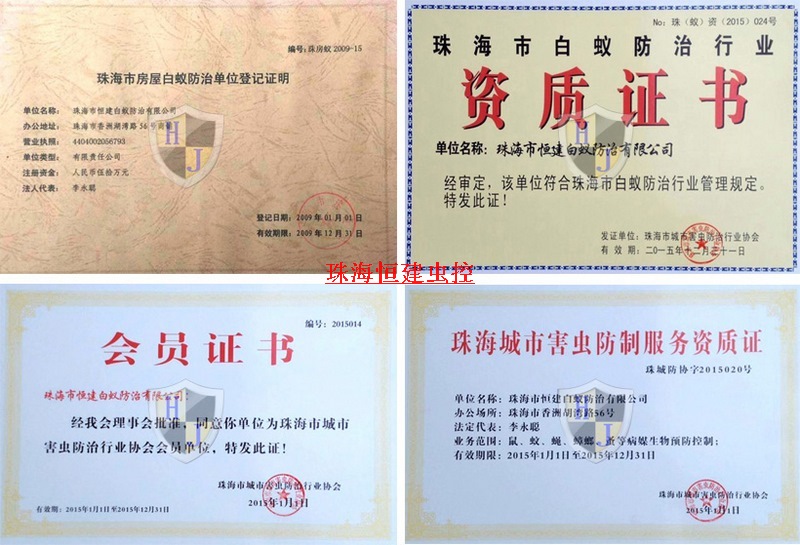 编号：珠房蚁 2009-15
珠海市房屋白蚁防治单位登记证明
单位名称： 珠海市恒建白蚁防治有限公司
办公地址： 珠海市香洲湖湾路56号商铺
营业执照： 4404002056793
单位类型： 有限责任公司
注册资金： 人民币伍拾万元
法人代表： 李永聪
登记日期：2009年01月01日
有效期限：2009年12月31日
No：珠（蚁）资（2015）024号
珠海市白蚁防治行业
资质证书
单位名称：珠海市恒建白蚁防治有限公司
经审定，该单位符合珠海市白蚁防治行业管理规定。
特发此证！
发证单位：珠海市城市害虫防治行业协会
有 效 期：二○一五年十二月三十一日
珠海恒建虫控
编号：2015014
会员证书
珠海市恒建白蚁防治有限公司：
经我会理事会批准，同意你单位为珠海市城市
害虫防治行业协会会员单位，特发此证！
珠海市城市害虫防治行业协会
2015年1月1日
有效期：2015年1月1日至2015年12月31日
珠海城市害虫防制服务资质证
珠城防协字2015020号
单位名称：珠海市恒建白蚁防治有限公司
办公场所：珠海市香洲湖湾路56号
法定代表：李永聪
业务范围：鼠、蚊、蝇、蟑螂、蚤等病媒生物预防控制；
有效期限：2015年1月1日至2015年12月31日
珠海市城市害虫防治行业协会
2015年1月1日
H
J
H
J
H
J
H
J